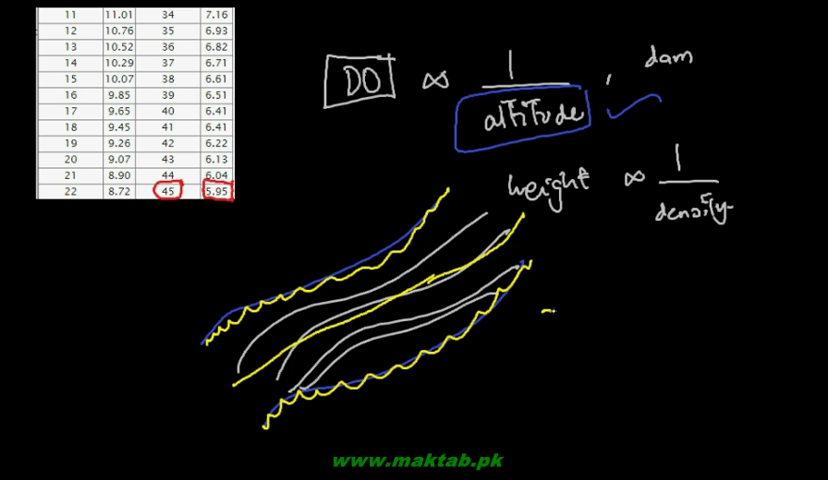 11 11.01 34 7.16
12 10.76 35 6.93
13 10.52 36 6.82
14 10.29 37 6.71
15 10.07 38 6.61
16 9.85 39 6.51
17 9.65 40 6.41
18 9.45 41 6.41
19 9.26 42 6.22
20 9.07 43 6.13
21 8.90 44 6.04
22 8.72 45 5.95
DO ∝ 1/altitude , dam
height ∝ 1/density
www.maktab.pk